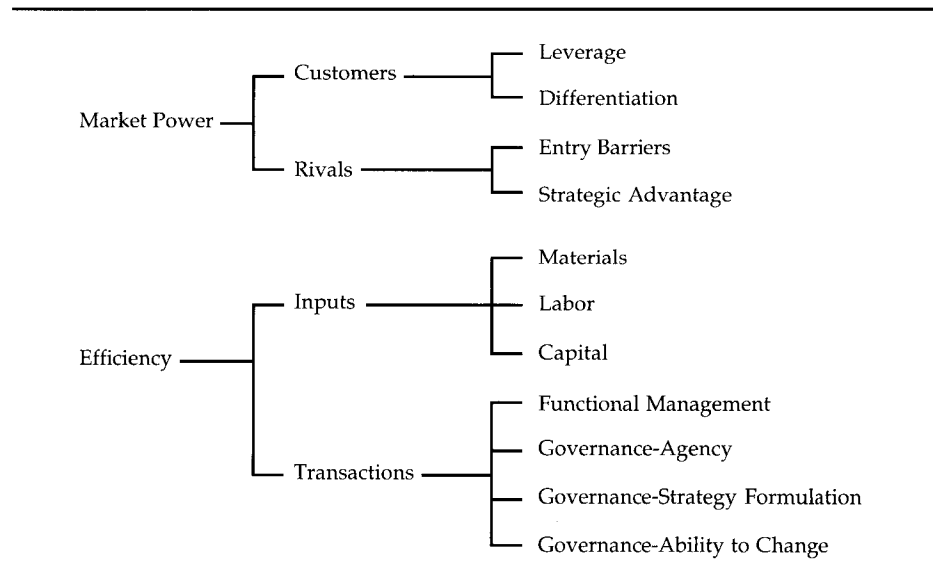 Leverage
Customers
Differentiation
Market Power
Entry Barriers
Rivals
Strategic Advantage
Materials
Inputs
Labor
Capital
Efficiency
Functional Management
Governance-Agency
Transactions
Governance-Strategy Formulation
Governance-Ability to Change